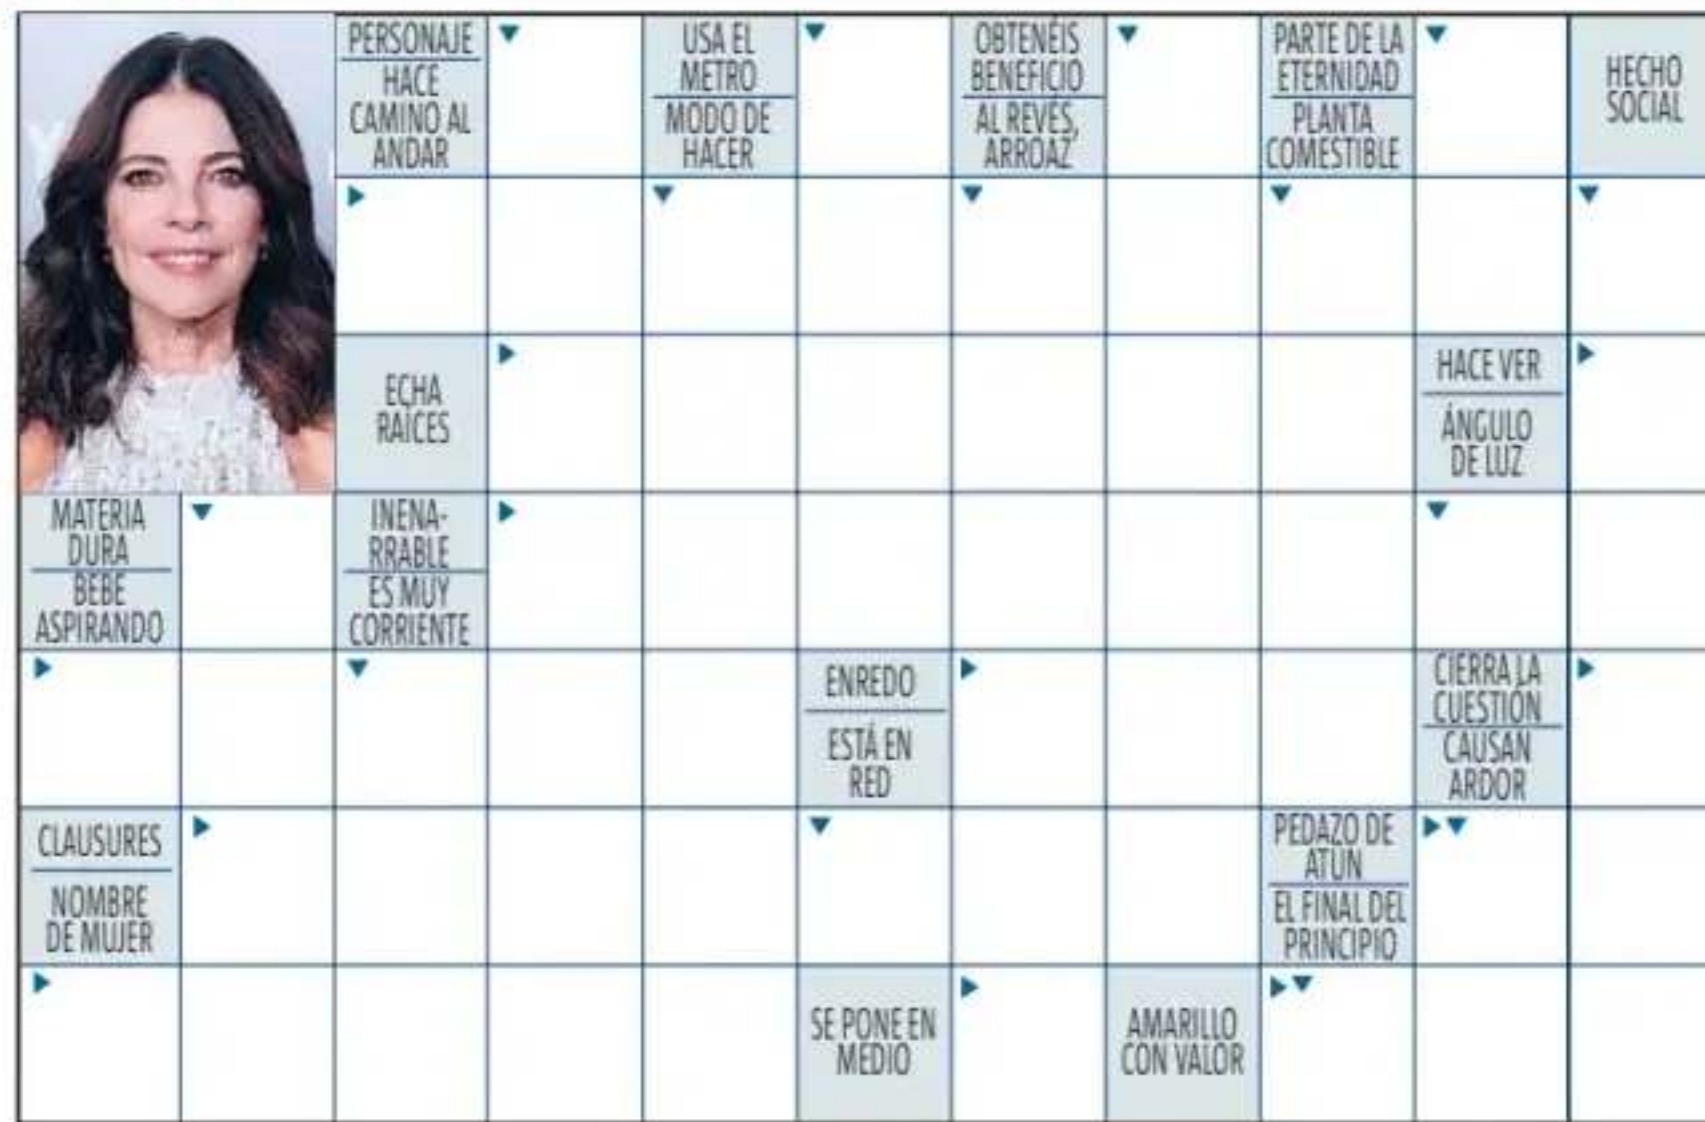 PERSONAJE
HACE
CAMINO AL
ANDAR
USA EL
METRO
MODO DE
HACER
OBTENÉIS
BENEFICIO
AL REVÉS,
ARROAZ
PARTE DE LA
ETERNIDAD
PLANTA
COMESTIBLE
HECHO
SOCIAL
ECHA
RAÍCES
HACE VER
ÁNGULO
DE LUZ
MATERIA
DURA
BEBE
ASPIRANDO
INENA-
RRABLE
ES MUY
CORRIENTE
ENREDO
ESTÁ EN
RED
CIERRA LA
CUESTIÓN
CAUSAN
ARDOR
CLAUSURES
NOMBRE
DE MUJER
PEDAZO DE
ATÚN
EL FINAL DEL
PRINCIPIO
SE PONE EN
MEDIO
AMARILLO
CON VALOR